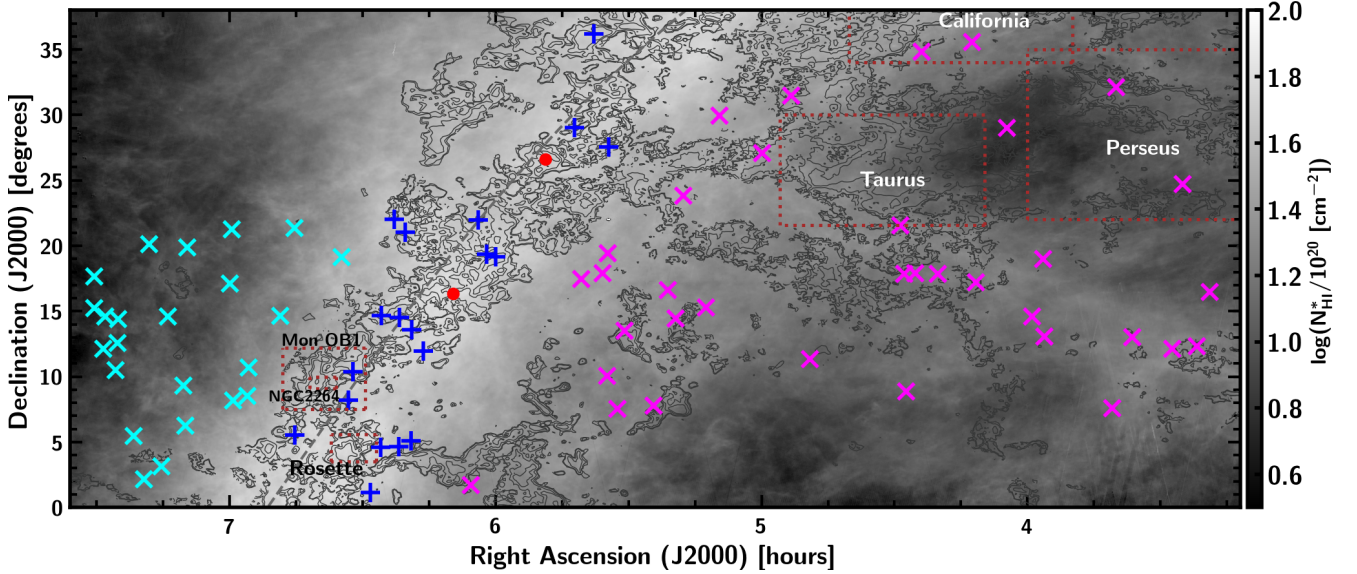 California
Perseus
Taurus
Mon OB1
NGC2264
Rosette
35
30
25
20
15
10
5
0
Declination (J2000) [degrees]
7 6 5 4
Right Ascension (J2000) [hours]
2.0
1.8
1.6
1.4
1.2
1.0
0.8
0.6
log(N*HI/10^20 [cm^−2])